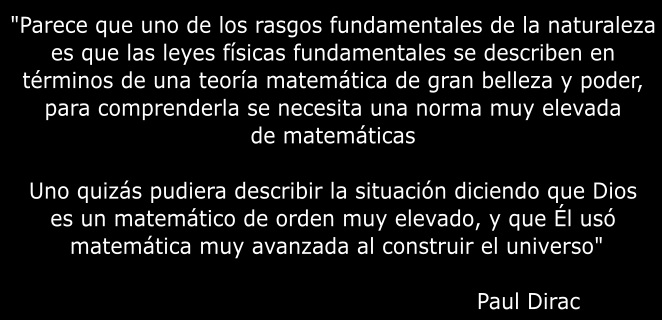 "Parece que uno de los rasgos fundamentales de la naturaleza
es que las leyes físicas fundamentales se describen en
términos de una teoría matemática de gran belleza y poder,
para comprenderla se necesita una norma muy elevada
de matemáticas
Uno quizás pudiera describir la situación diciendo que Dios
es un matemático de orden muy elevado, y que Él usó
matemática muy avanzada al construir el universo"
Paul Dirac